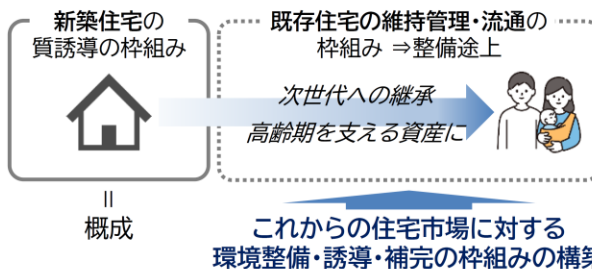 新築住宅の
質誘導の枠組み
既存住宅の維持管理・流通の
枠組み ⇒整備途上
次世代への継承
高齢期を支える資産に
=
概成
これからの住宅市場に対する
環境整備・誘導・補完の枠組みの構築